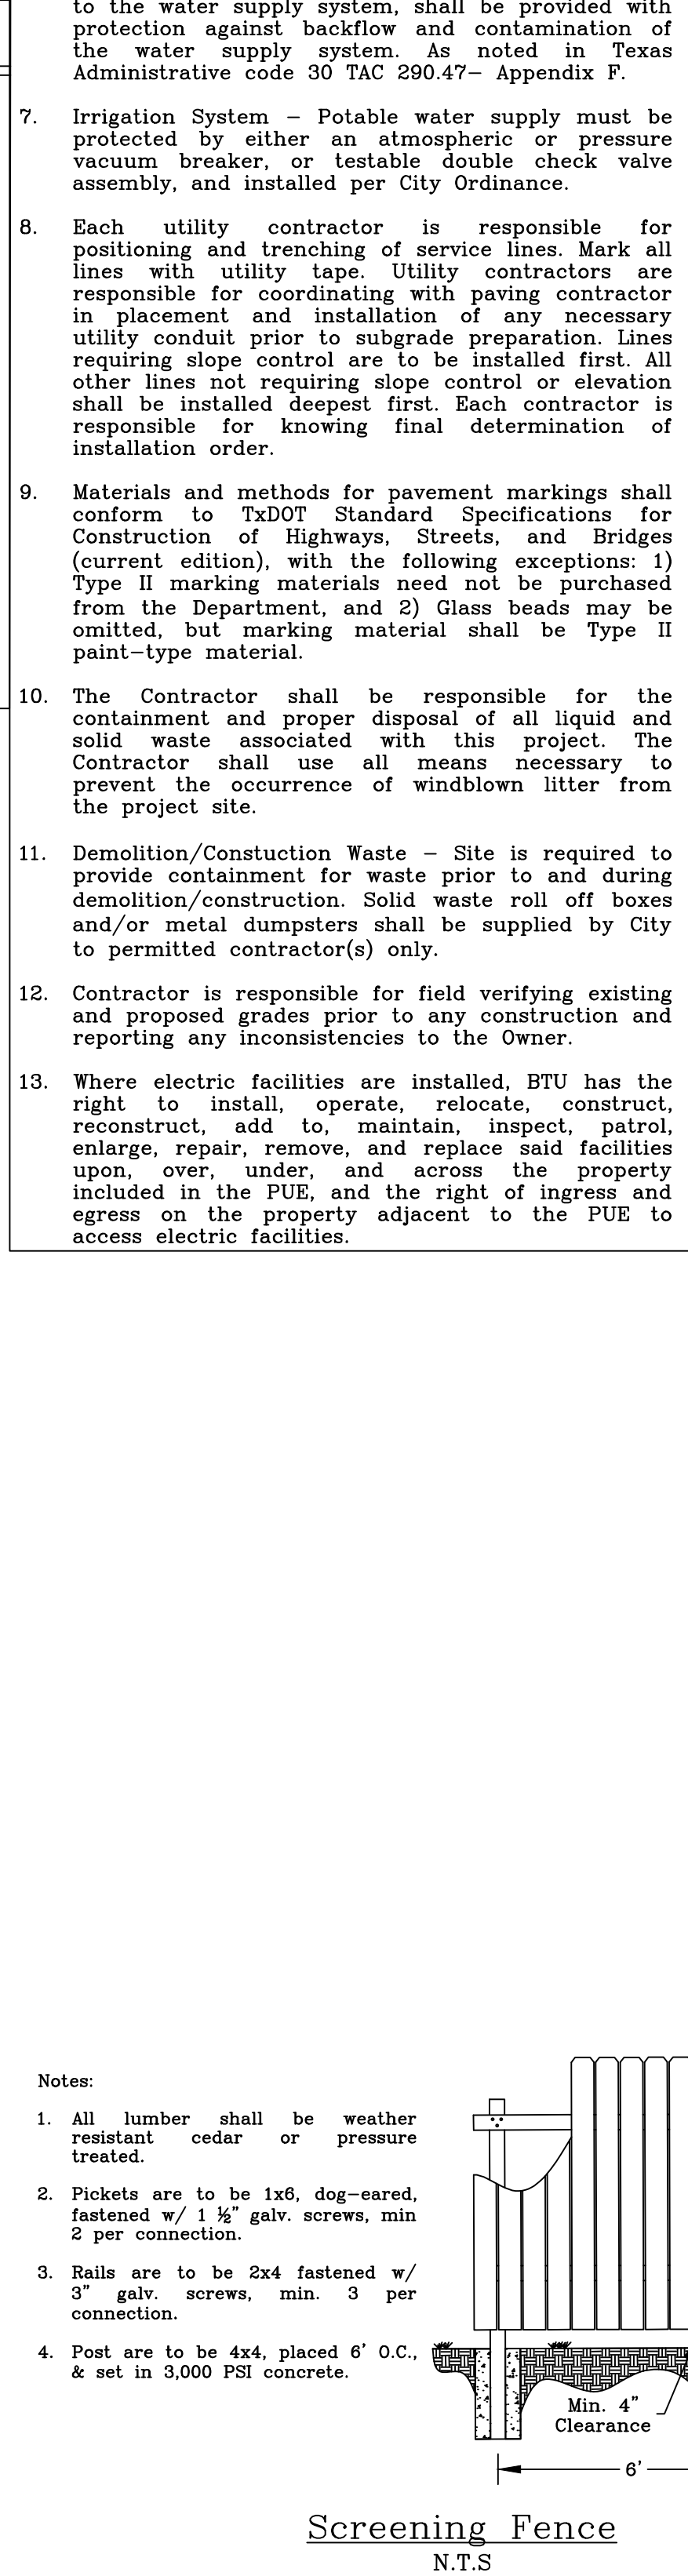 to the water supply system, shall be provided with
protection against backflow and contamination of
the water supply system. As noted in Texas
Administrative code 30 TAC 290.47– Appendix F.
7. Irrigation System – Potable water supply must be
protected by either an atmospheric or pressure
vacuum breaker, or testable double check valve
assembly, and installed per City Ordinance.
8. Each utility contractor is responsible for
positioning and trenching of service lines. Mark all
lines with utility tape. Utility contractors are
responsible for coordinating with paving contractor
in placement and installation of any necessary
utility conduit prior to subgrade preparation. Lines
requiring slope control are to be installed first. All
other lines not requiring slope control or elevation
shall be installed deepest first. Each contractor is
responsible for knowing final determination of
installation order.
9. Materials and methods for pavement markings shall
conform to TxDOT Standard Specifications for
Construction of Highways, Streets, and Bridges
(current edition), with the following exceptions: 1)
Type II marking materials need not be purchased
from the Department, and 2) Glass beads may be
omitted, but marking material shall be Type II
paint–type material.
10. The Contractor shall be responsible for the
containment and proper disposal of all liquid and
solid waste associated with this project. The
Contractor shall use all means necessary to
prevent the occurrence of windblown litter from
the project site.
11. Demolition/Constuction Waste – Site is required to
provide containment for waste prior to and during
demolition/construction. Solid waste roll off boxes
and/or metal dumpsters shall be supplied by City
to permitted contractor(s) only.
12. Contractor is responsible for field verifying existing
and proposed grades prior to any construction and
reporting any inconsistencies to the Owner.
13. Where electric facilities are installed, BTU has the
right to install, operate, relocate, construct,
reconstruct, add to, maintain, inspect, patrol,
enlarge, repair, remove, and replace said facilities
upon, over, under, and across the property
included in the PUE, and the right of ingress and
egress on the property adjacent to the PUE to
access electric facilities.
Notes:
1. All lumber shall be weather
resistant cedar or pressure
treated.
2. Pickets are to be 1x6, dog–eared,
fastened w/ 1 ½" galv. screws, min
2 per connection.
3. Rails are to be 2x4 fastened w/
3" galv. screws, min. 3 per
connection.
4. Post are to be 4x4, placed 6' O.C.,
& set in 3,000 PSI concrete.
Min. 4"
Clearance
6'
Screening Fence
N.T.S